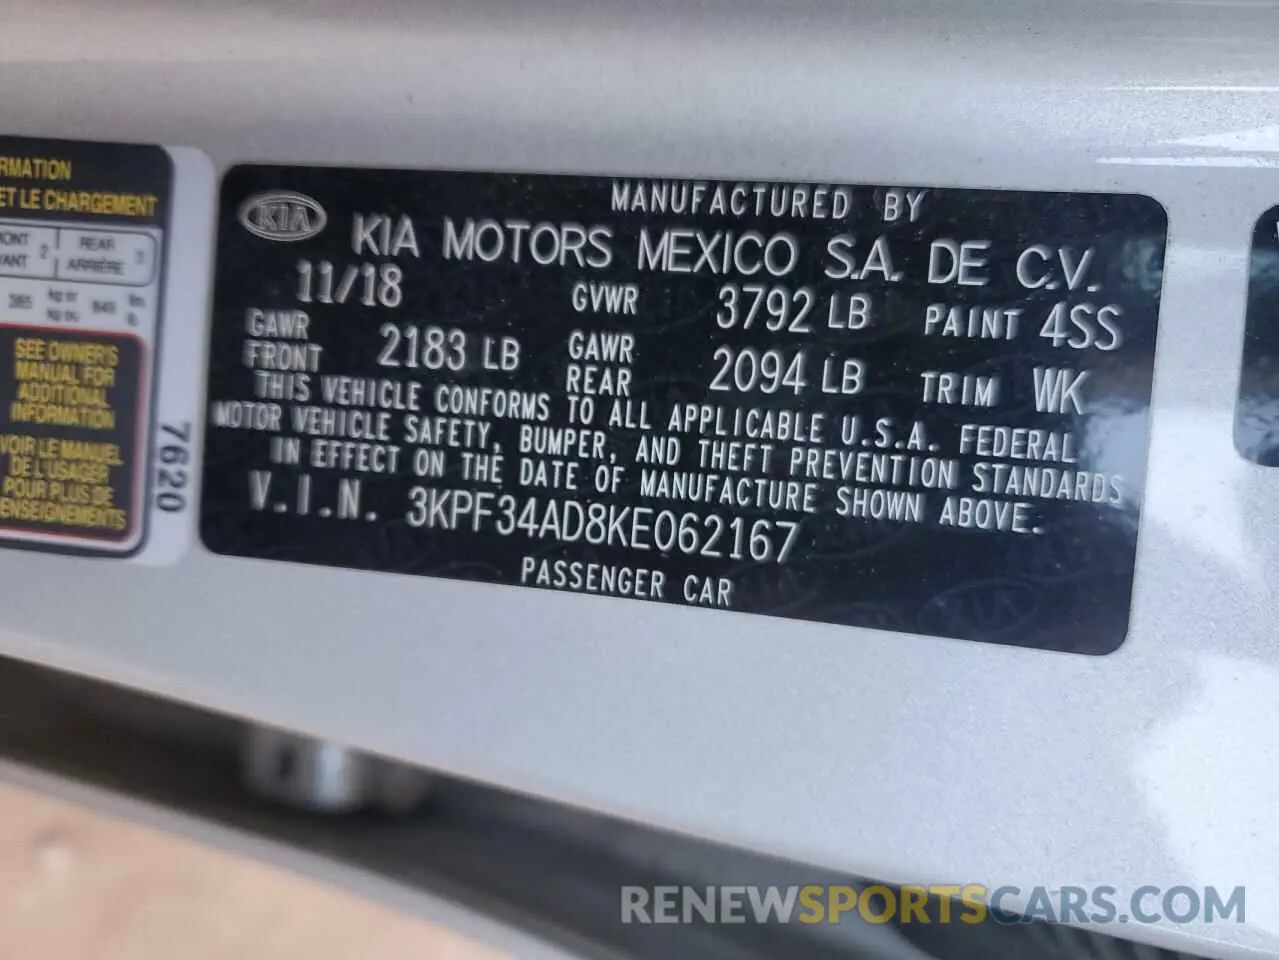 RMATION
ET LE CHARGEMENT
2
REAR
ARRIÈRE
3
SEE OWNER'S
MANUAL FOR
ADDITIONAL
INFORMATION
VOIR LE MANUEL
DE L'USAGER
POUR PLUS DE
ENSEIGNEMENTS
7620
KIA
MANUFACTURED BY
KIA MOTORS MEXICO S.A. DE C.V.
11/18 GVWR 3792 LB PAINT 4SS
GAWR FRONT 2183 LB GAWR REAR 2094 LB TRIM WK
THIS VEHICLE CONFORMS TO ALL APPLICABLE U.S.A. FEDERAL
MOTOR VEHICLE SAFETY, BUMPER, AND THEFT PREVENTION STANDARDS
IN EFFECT ON THE DATE OF MANUFACTURE SHOWN ABOVE.
V.I.N. 3KPF34AD8KE062167
PASSENGER CAR
RENEWSPORTSCARS.COM